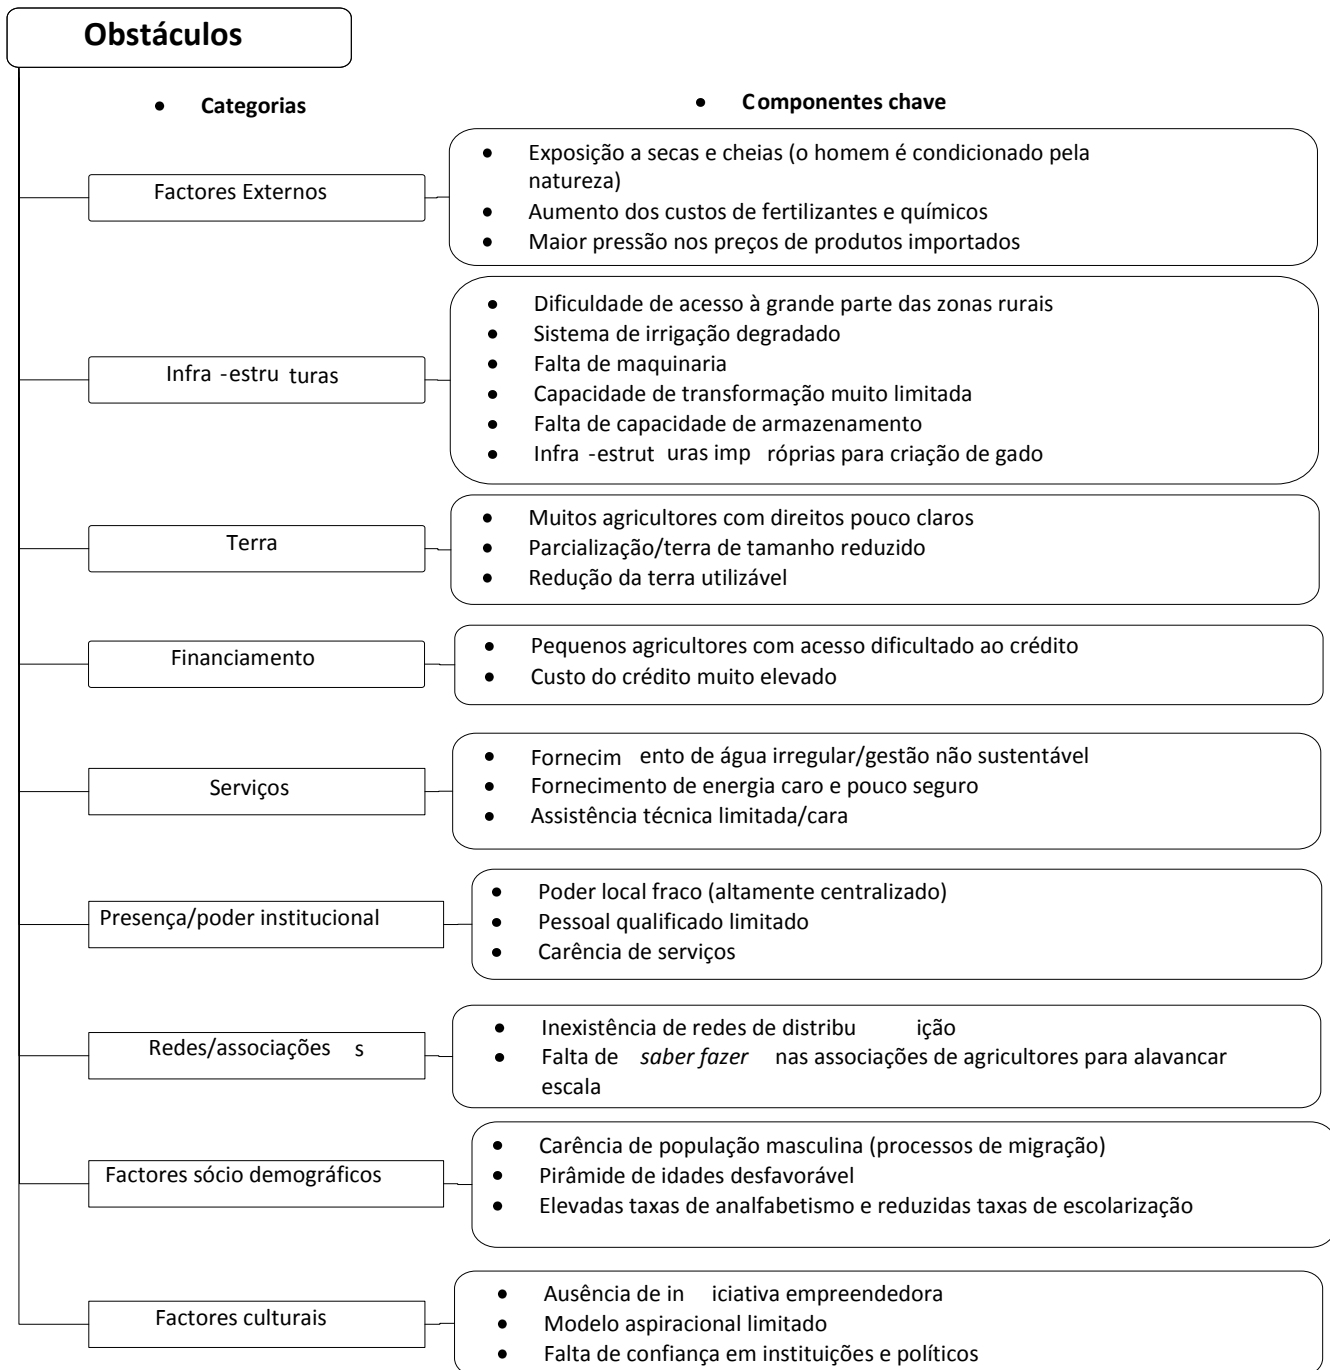 Obstáculos
• Categorias
• Componentes chave
Factores Externos
• Exposição a secas e cheias (o homem é condicionado pela
natureza)
• Aumento dos custos de fertilizantes e químicos
• Maior pressão nos preços de produtos importados
Infra -estru turas
• Dificuldade de acesso à grande parte das zonas rurais
• Sistema de irrigação degradado
• Falta de maquinaria
• Capacidade de transformação muito limitada
• Falta de capacidade de armazenamento
• Infra -estrut uras imp róprias para criação de gado
Terra
• Muitos agricultores com direitos pouco claros
• Parcialização/terra de tamanho reduzido
• Redução da terra utilizável
Financiamento
• Pequenos agricultores com acesso dificultado ao crédito
• Custo do crédito muito elevado
Serviços
• Fornecim ento de água irregular/gestão não sustentável
• Fornecimento de energia caro e pouco seguro
• Assistência técnica limitada/cara
Presença/poder institucional
• Poder local fraco (altamente centralizado)
• Pessoal qualificado limitado
• Carência de serviços
Redes/associações s
• Inexistência de redes de distribu ição
• Falta de saber fazer nas associações de agricultores para alavancar
escala
Factores sócio demográficos
• Carência de população masculina (processos de migração)
• Pirâmide de idades desfavorável
• Elevadas taxas de analfabetismo e reduzidas taxas de escolarização
Factores culturais
• Ausência de in iciativa empreendedora
• Modelo aspiracional limitado
• Falta de confiança em instituições e políticos